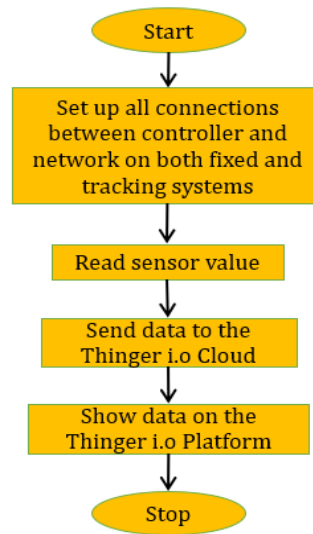 Start
Set up all connections
between controller and
network on both fixed and
tracking systems
Read sensor value
Send data to the
Thinger i.o Cloud
Show data on the
Thinger i.o Platform
Stop